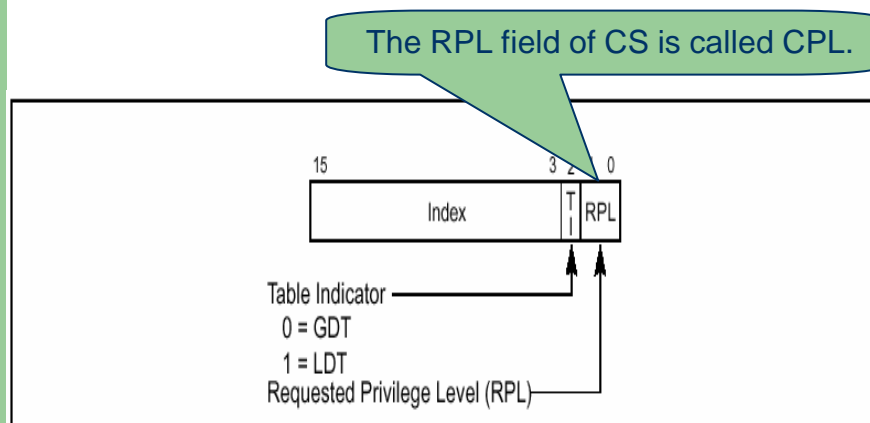 The RPL field of CS is called CPL.
15 3 2 0
Index T I RPL
Table Indicator
0 = GDT
1 = LDT
Requested Privilege Level (RPL)